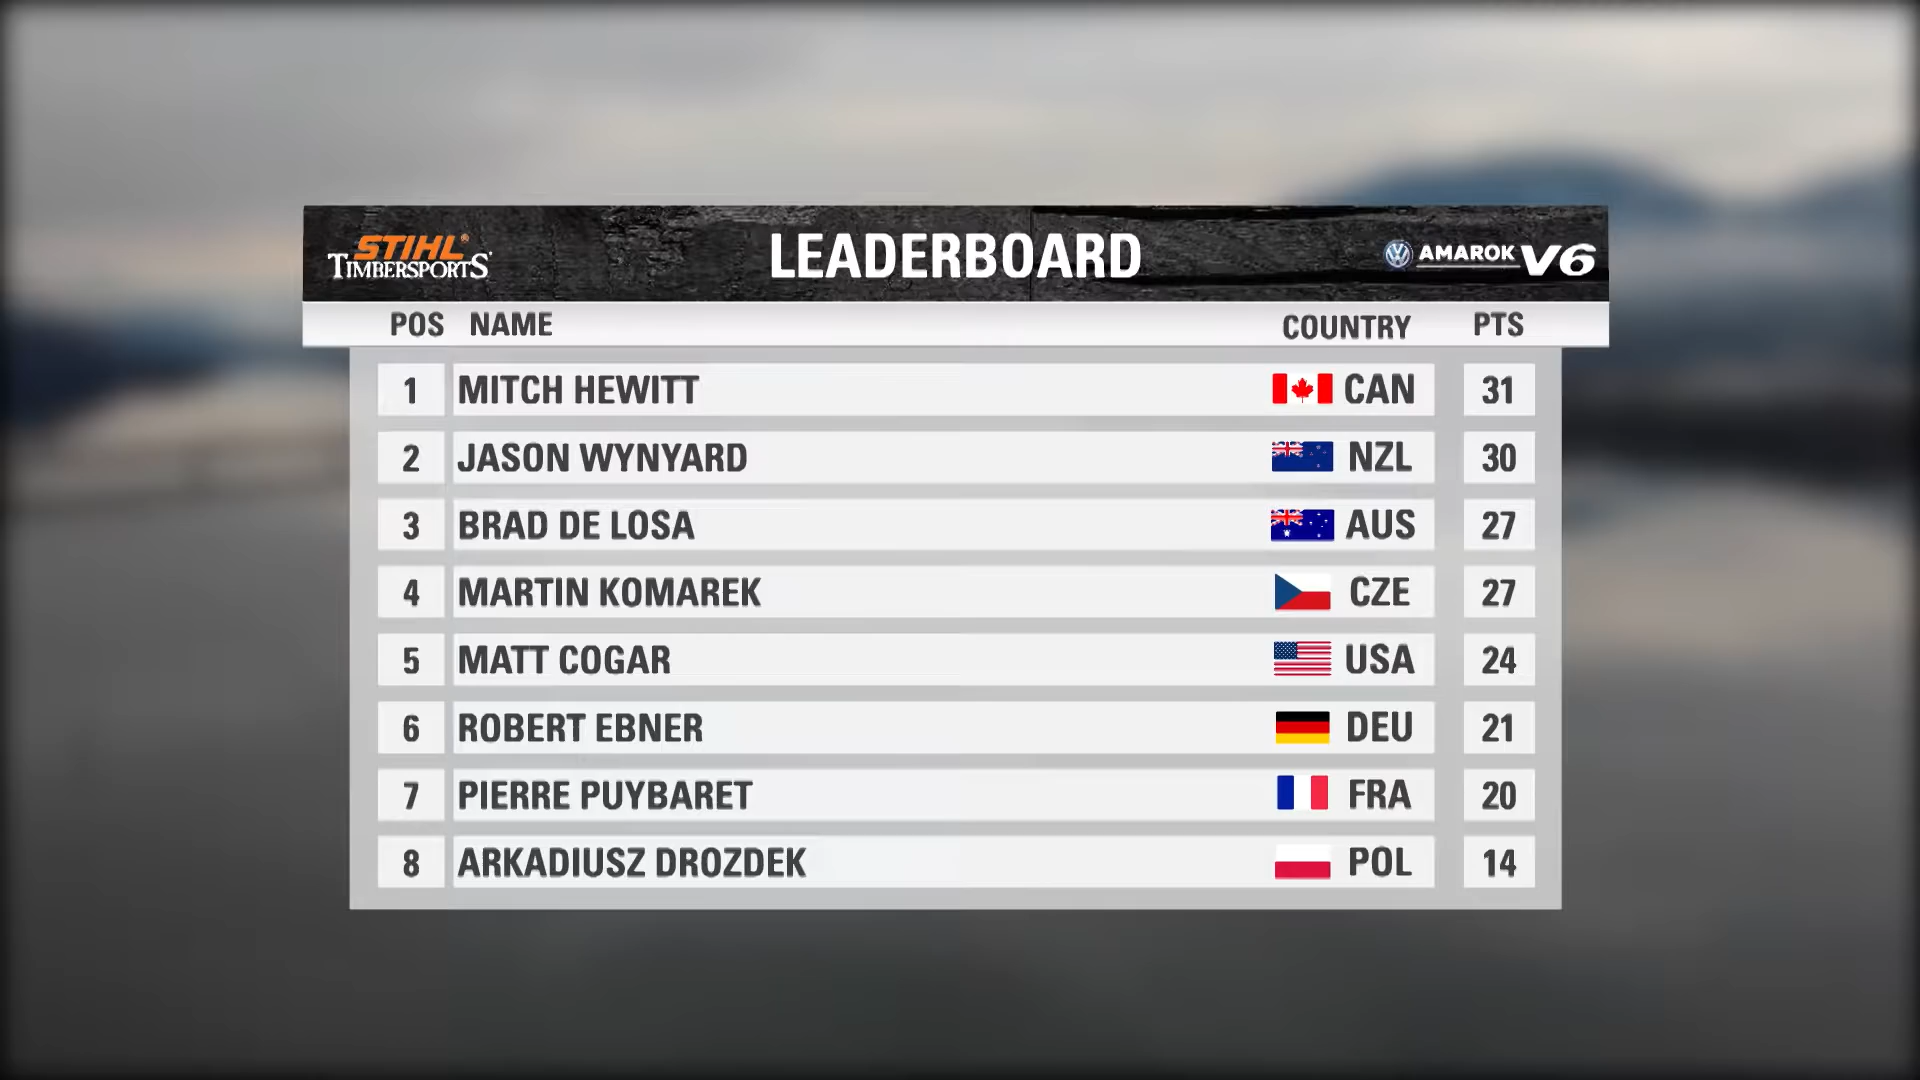 STIHL®
TIMBERSPORTS®
LEADERBOARD
AMAROK V6
POS NAME COUNTRY PTS
1 MITCH HEWITT CAN 31
2 JASON WYNYARD NZL 30
3 BRAD DE LOSA AUS 27
4 MARTIN KOMAREK CZE 27
5 MATT COGAR USA 24
6 ROBERT EBNER DEU 21
7 PIERRE PUYBARET FRA 20
8 ARKADIUSZ DROZDEK POL 14